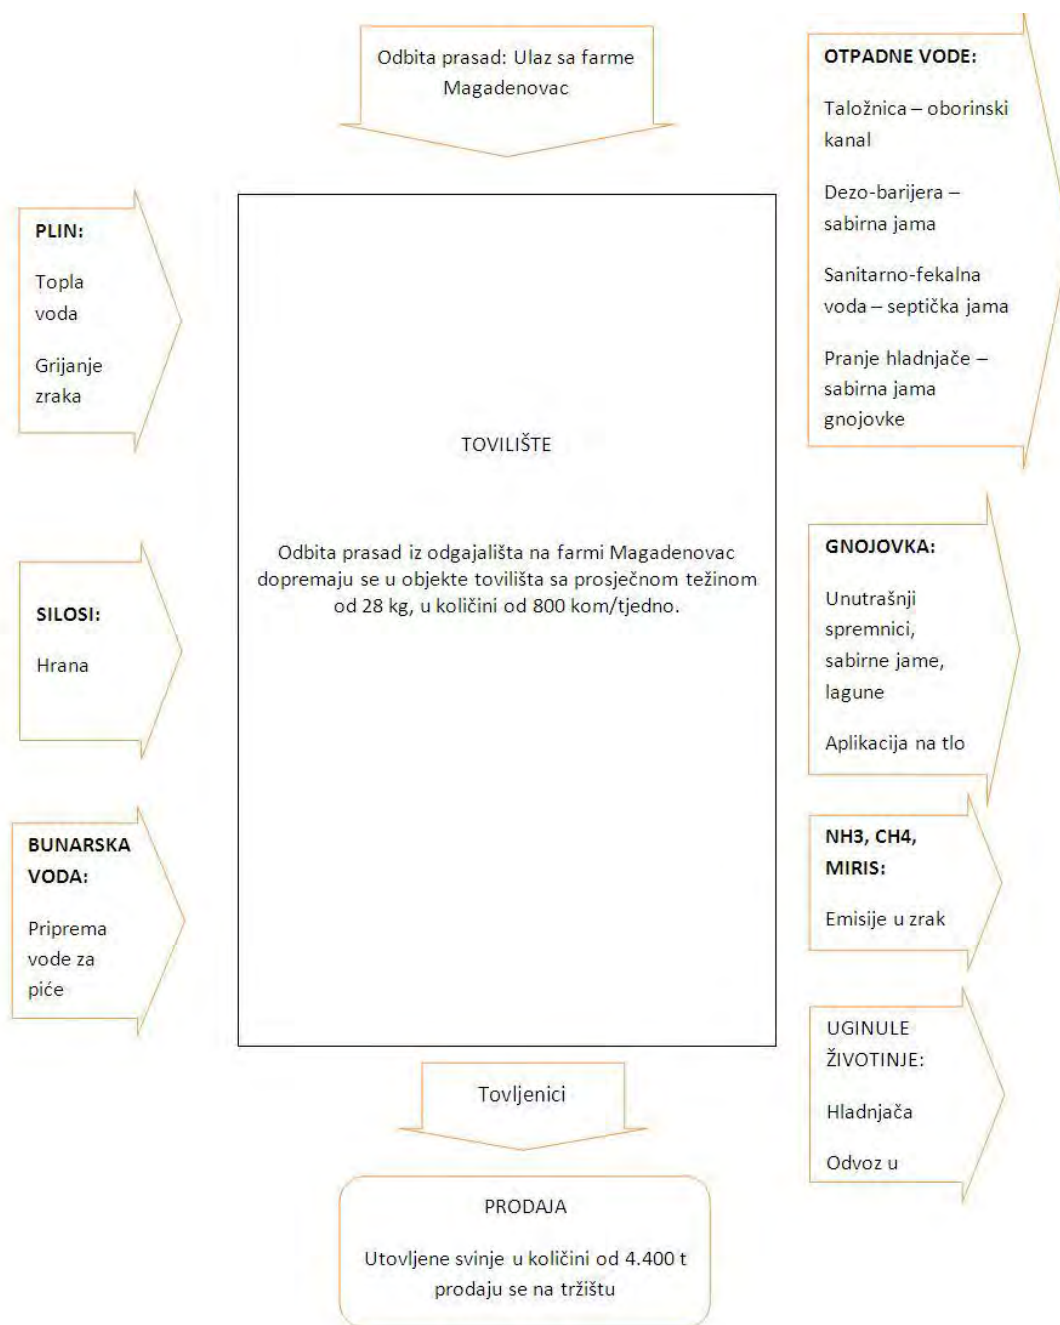 Odbita prasad: Ulaz sa farme
Magadenovac
PLIN:
Topla
voda
Grijanje
zraka
SILOSI:
Hrana
BUNARSKA
VODA:
Priprema
vode za
piće
TOVILIŠTE
Odbita prasad iz odgajališta na farmi Magadenovac
dopremaju se u objekte tovilišta sa prosječnom težinom
od 28 kg, u količini od 800 kom/tjedno.
OTPADNE VODE:
Taložnica – oborinski
kanal
Dezo-barijera –
sabirna jama
Sanitarno-fekalna
voda – septička jama
Pranje hladnjače –
sabirna jama
gnojovke
GNOJOVKA:
Unutrašnji
spremnici,
sabirne jame,
lagune
Aplikacija na tlo
NH3, CH4,
MIRIS:
Emisije u zrak
UGINULE
ŽIVOTINJE:
Hladnjača
Odvoz u
Tovljenici
PRODAJA
Utovljene svinje u količini od 4.400 t
prodaju se na tržištu